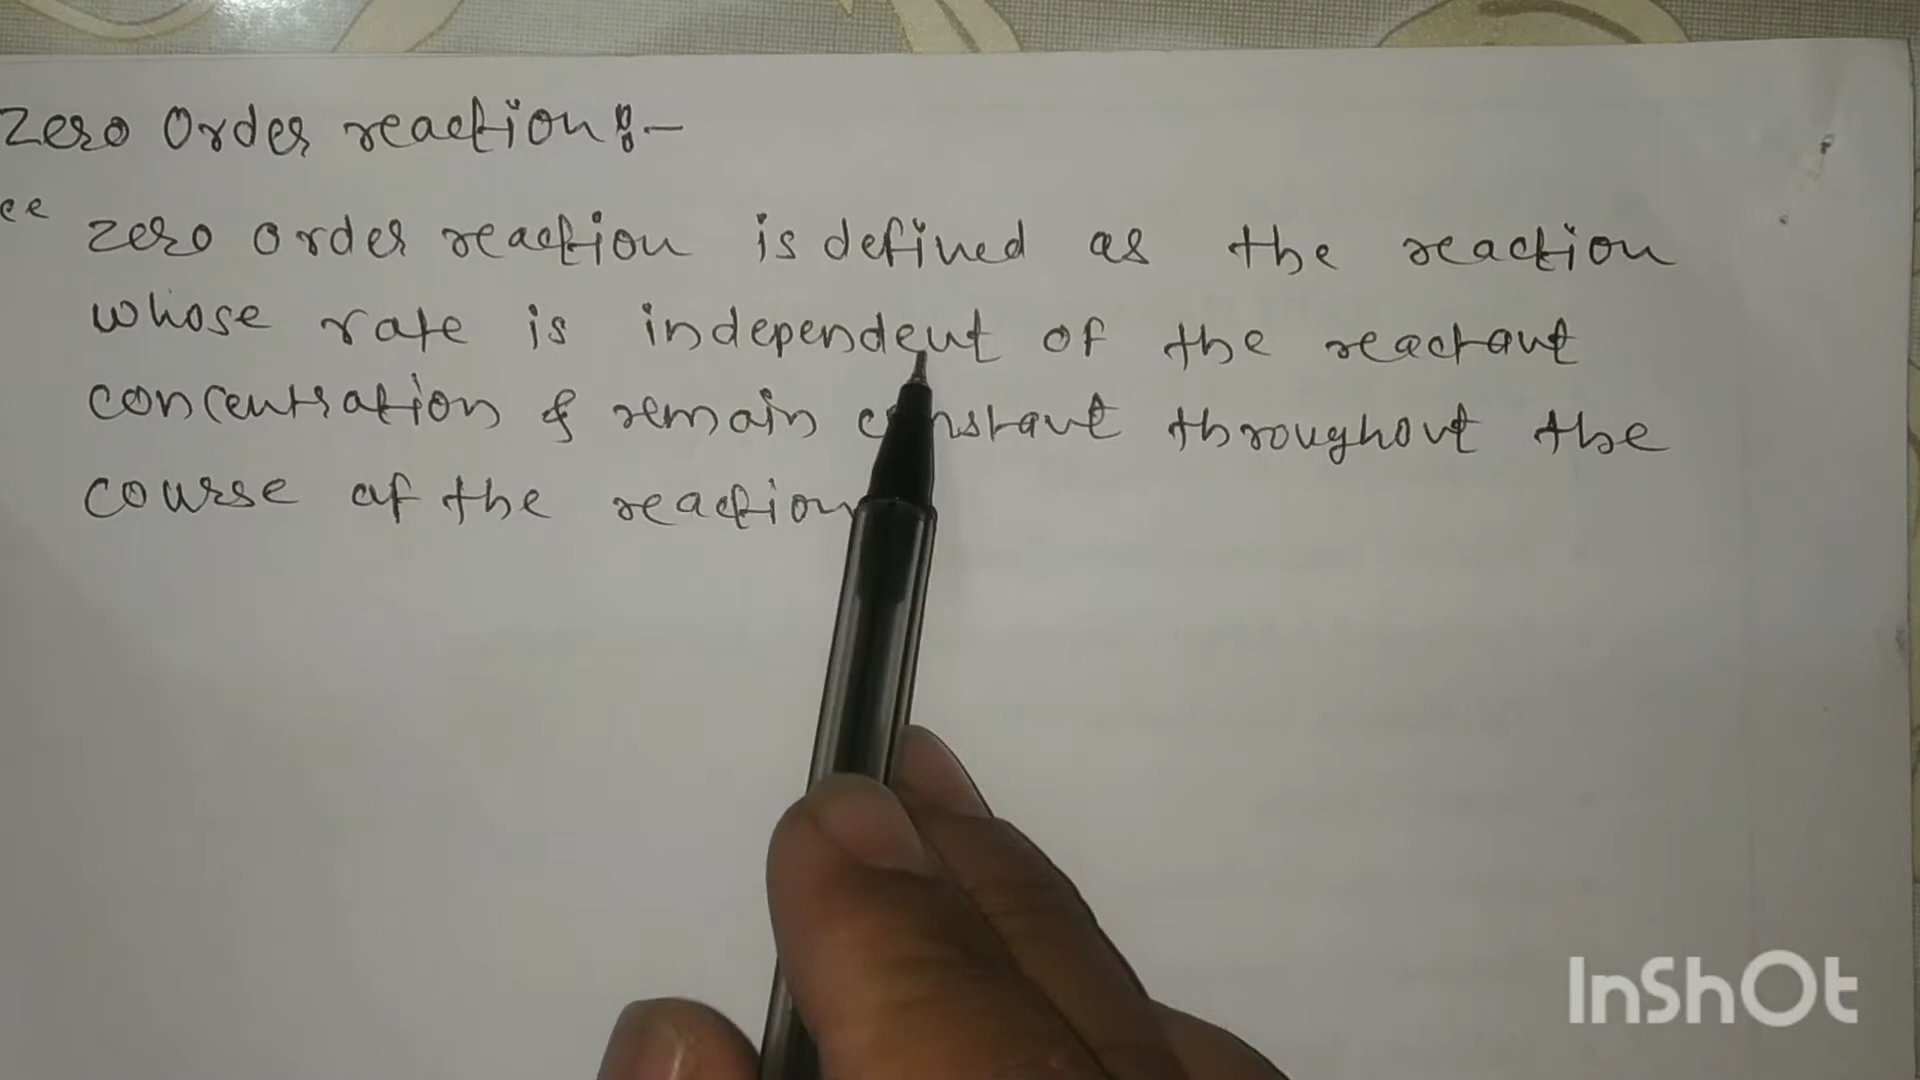 Zero Order reaction:-
"
zero order reaction is defined as the reaction
whose rate is independent of the reactant
concentration & remain constant throughout the
course of the reaction
InShOt